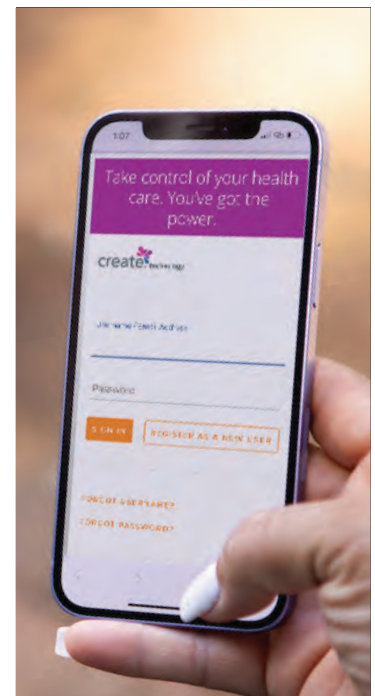 1:07
Take control of your health
care. You've got the
power.
create technology
Username / Email Address
Password
SIGN IN
REGISTER AS A NEW USER
FORGOT USERNAME?
FORGOT PASSWORD?